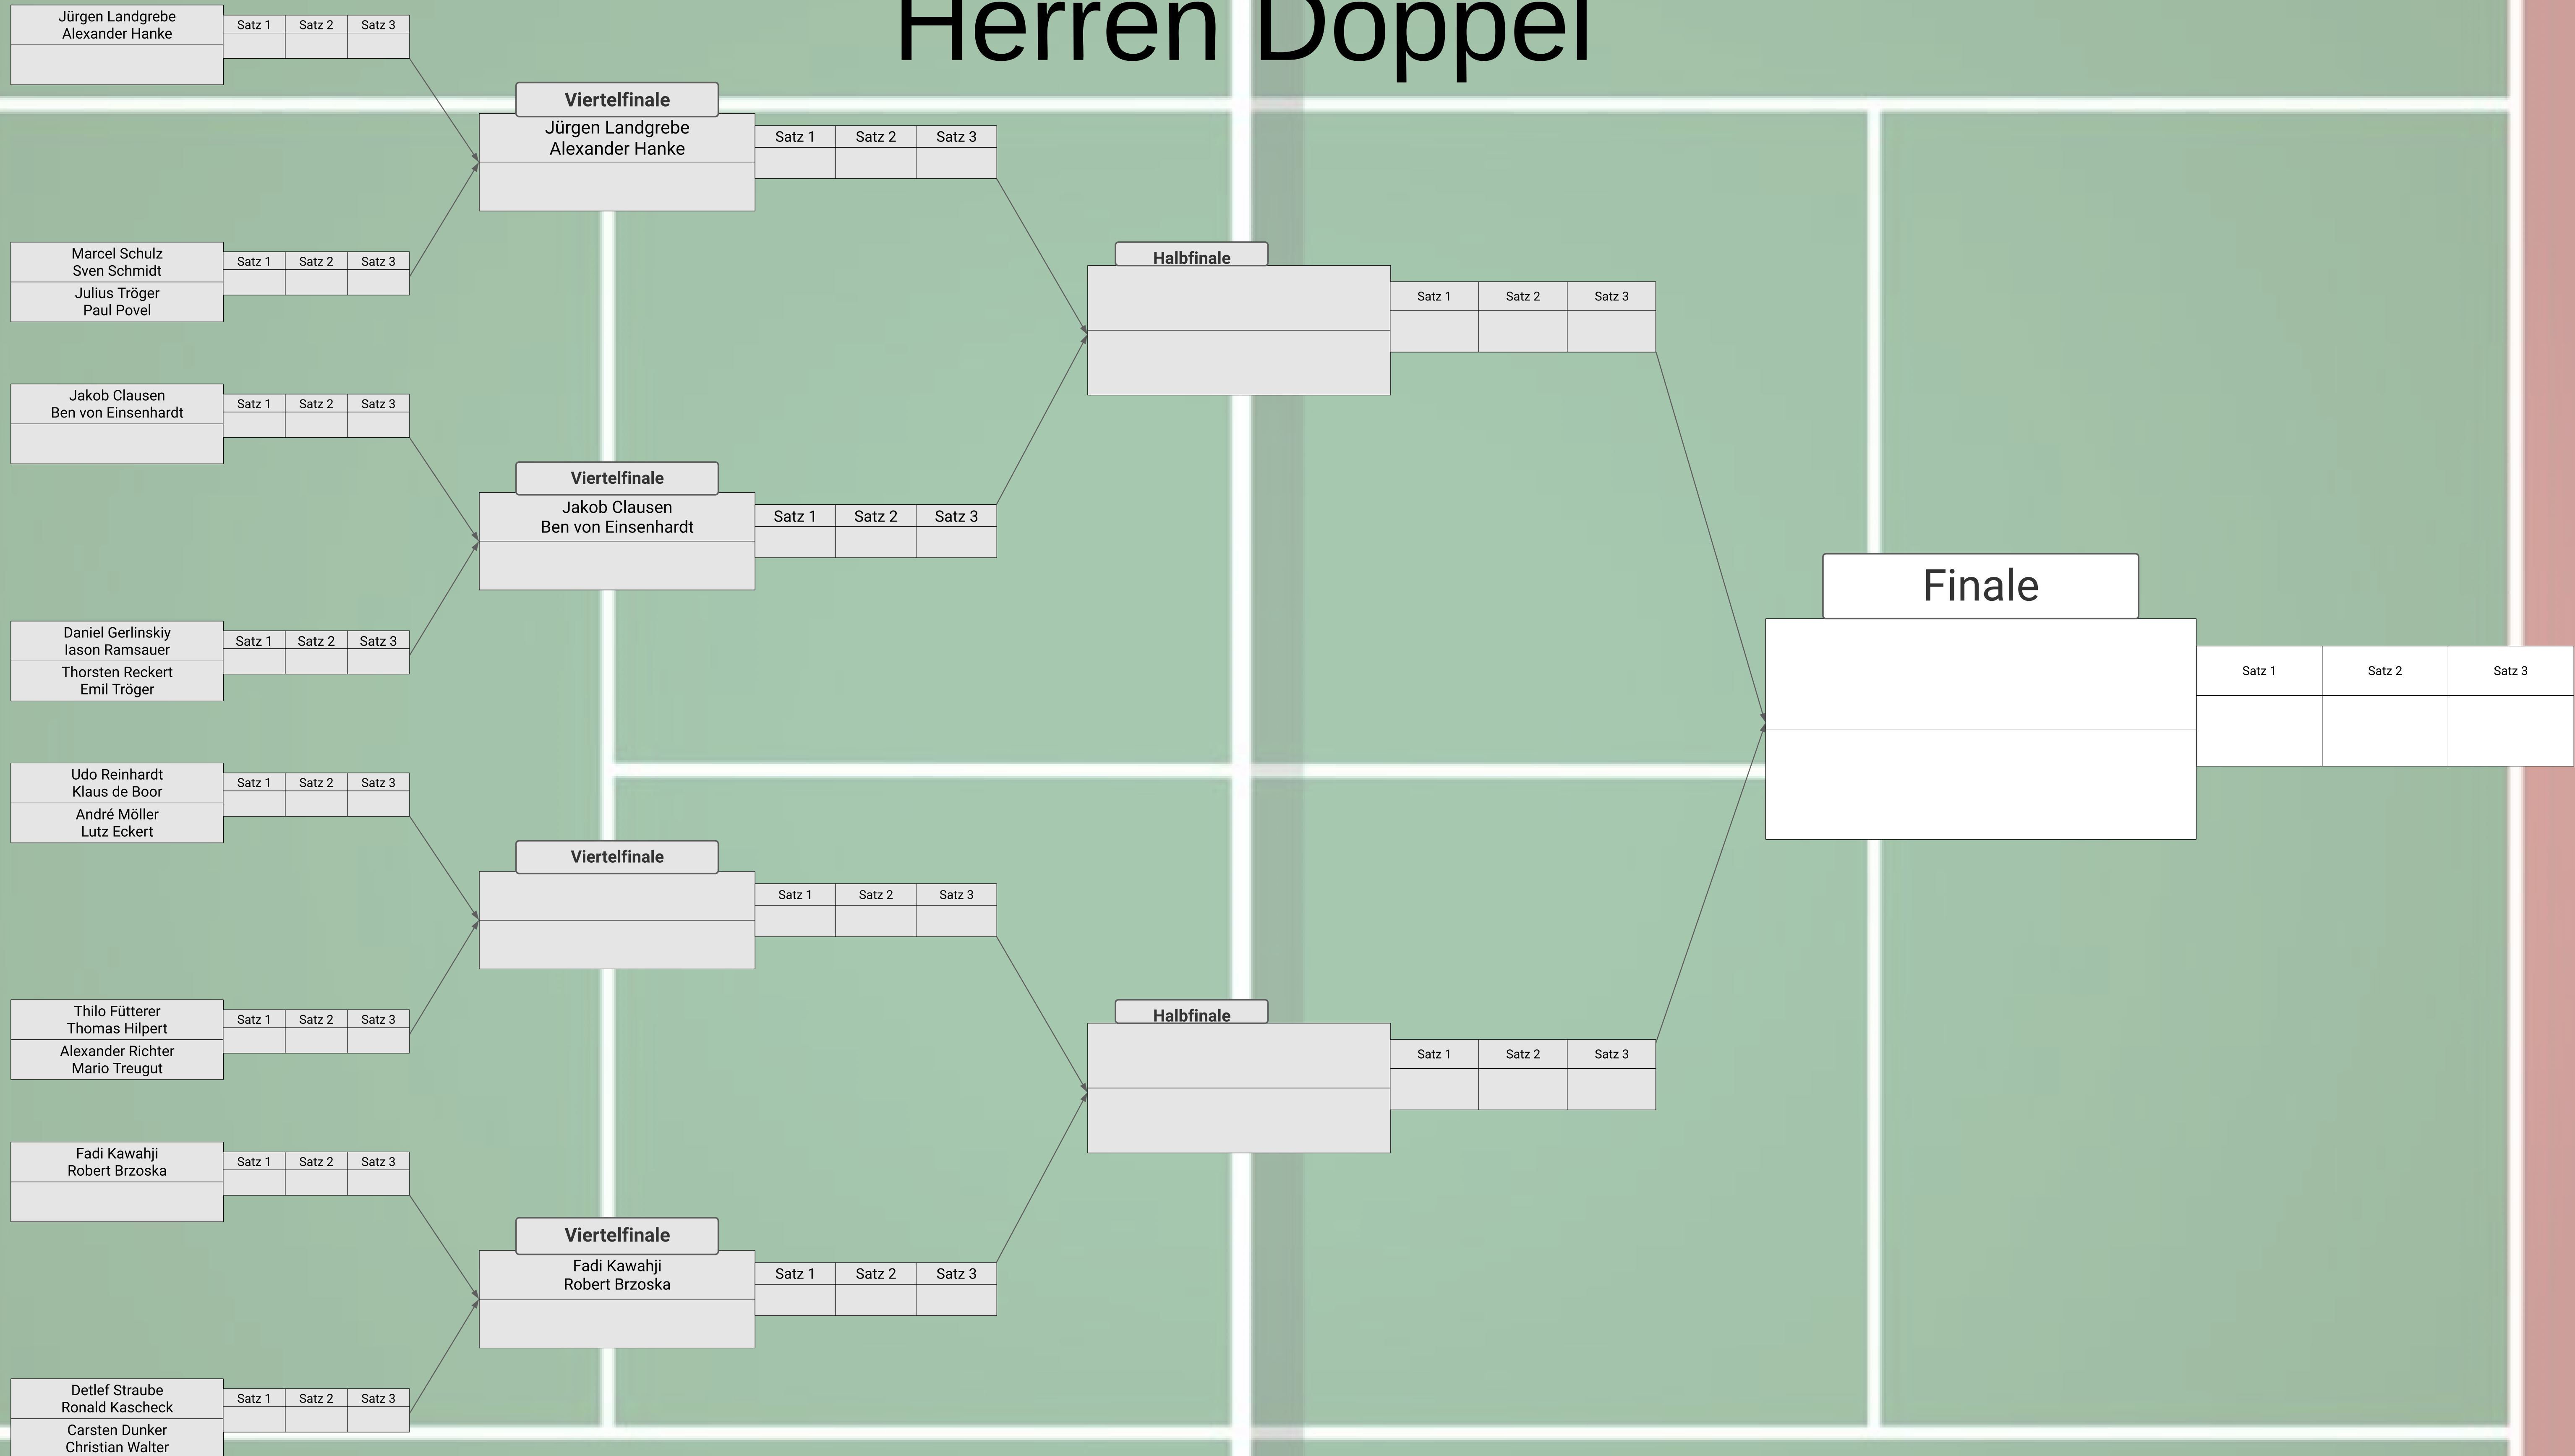 Herren Doppel
Jürgen Landgrebe
Alexander Hanke
Satz 1 Satz 2 Satz 3
Marcel Schulz
Sven Schmidt
Julius Tröger
Paul Povel
Satz 1 Satz 2 Satz 3
Jakob Clausen
Ben von Einsenhardt
Satz 1 Satz 2 Satz 3
Daniel Gerlinskiy
Iason Ramsauer
Thorsten Reckert
Emil Tröger
Satz 1 Satz 2 Satz 3
Udo Reinhardt
Klaus de Boor
André Möller
Lutz Eckert
Satz 1 Satz 2 Satz 3
Thilo Fütterer
Thomas Hilpert
Alexander Richter
Mario Treugut
Satz 1 Satz 2 Satz 3
Fadi Kawahji
Robert Brzoska
Satz 1 Satz 2 Satz 3
Detlef Straube
Ronald Kascheck
Carsten Dunker
Christian Walter
Satz 1 Satz 2 Satz 3
Viertelfinale
Jürgen Landgrebe
Alexander Hanke
Satz 1 Satz 2 Satz 3
Viertelfinale
Jakob Clausen
Ben von Einsenhardt
Satz 1 Satz 2 Satz 3
Viertelfinale
Satz 1 Satz 2 Satz 3
Viertelfinale
Fadi Kawahji
Robert Brzoska
Satz 1 Satz 2 Satz 3
Halbfinale
Satz 1 Satz 2 Satz 3
Halbfinale
Satz 1 Satz 2 Satz 3
Finale
Satz 1 Satz 2 Satz 3